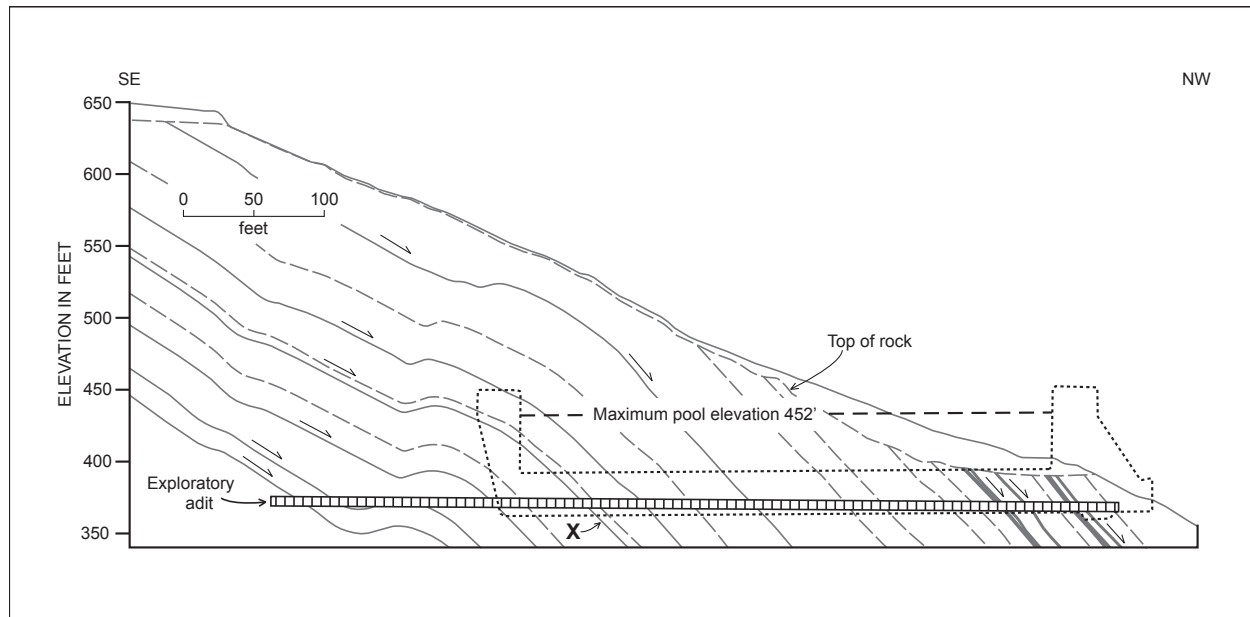 SE
NW
650
600
550
500
450
400
350
ELEVATION IN FEET
0 50 100
feet
Top of rock
Maximum pool elevation 452'
Exploratory
adit
X